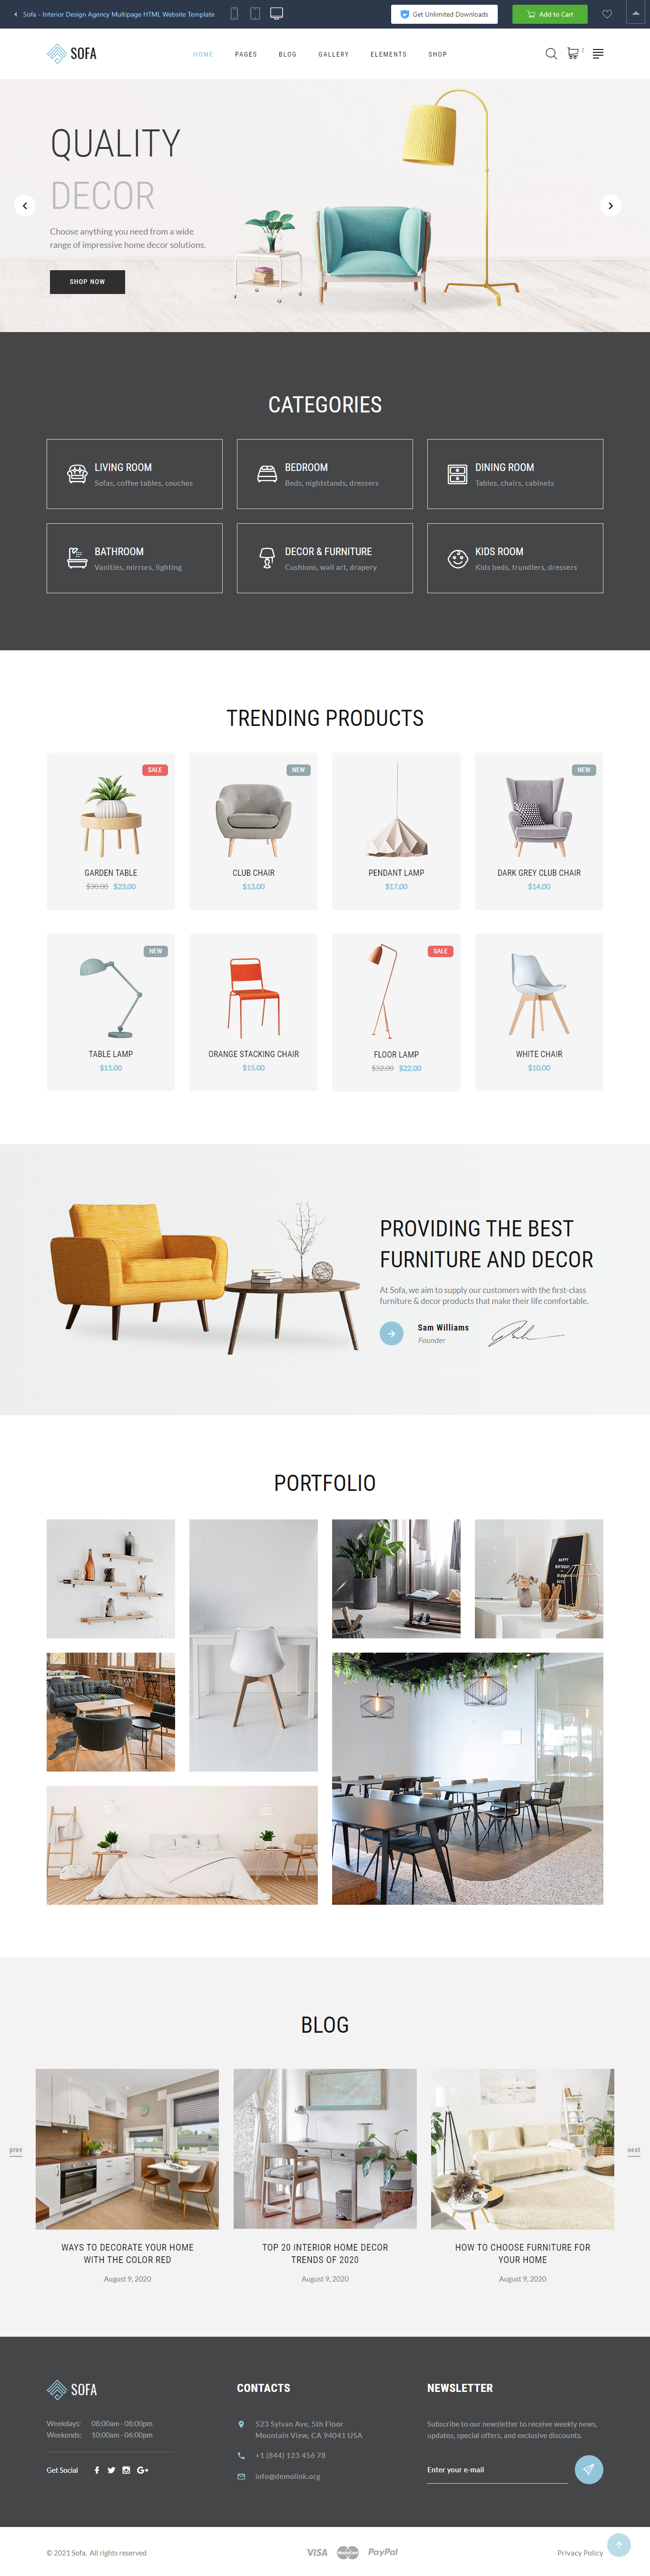 Sofa - Interior Design Agency Multipage HTML Website Template
Get Unlimited Downloads
Add to Cart
SOFA
HOME PAGES BLOG GALLERY ELEMENTS SHOP
2
QUALITY
DECOR
Choose anything you need from a wide
range of impressive home decor solutions.
SHOP NOW
CATEGORIES
LIVING ROOM
Sofas, coffee tables, couches
BEDROOM
Beds, nightstands, dressers
DINING ROOM
Tables, chairs, cabinets
BATHROOM
Vanities, mirrors, lighting
DECOR & FURNITURE
Cushions, wall art, drapery
KIDS ROOM
Kids beds, trundlers, dressers
TRENDING PRODUCTS
SALE
GARDEN TABLE
$30.00 $23.00
NEW
CLUB CHAIR
$13.00
PENDANT LAMP
$17.00
NEW
DARK GREY CLUB CHAIR
$14.00
NEW
TABLE LAMP
$11.00
ORANGE STACKING CHAIR
$15.00
SALE
FLOOR LAMP
$32.00 $22.00
WHITE CHAIR
$10.00
PROVIDING THE BEST
FURNITURE AND DECOR
At Sofa, we aim to supply our customers with the first-class
furniture & decor products that make their life comfortable.
Sam Williams
Founder
PORTFOLIO
HAPPY
BIRTHDAY
BLOG
prev
next
WAYS TO DECORATE YOUR HOME
WITH THE COLOR RED
August 9, 2020
TOP 20 INTERIOR HOME DECOR
TRENDS OF 2020
August 9, 2020
HOW TO CHOOSE FURNITURE FOR
YOUR HOME
August 9, 2020
SOFA
Weekdays: 08:00am - 08:00pm
Weekends: 10:00am - 06:00pm
Get Social
CONTACTS
523 Sylvan Ave, 5th Floor
Mountain View, CA 94041 USA
+1 (844) 123 456 78
info@demolink.org
NEWSLETTER
Subscribe to our newsletter to receive weekly news,
updates, special offers, and exclusive discounts.
Enter your e-mail
© 2021 Sofa. All rights reserved
VISA MasterCard PayPal
Privacy Policy